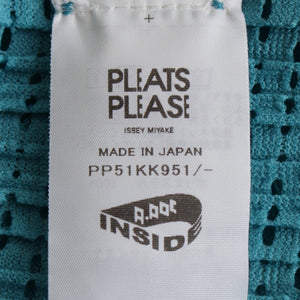 PLEATS
PLEASE
ISSEY MIYAKE
MADE IN JAPAN
PP51KK951/-
A.POC
INSIDE